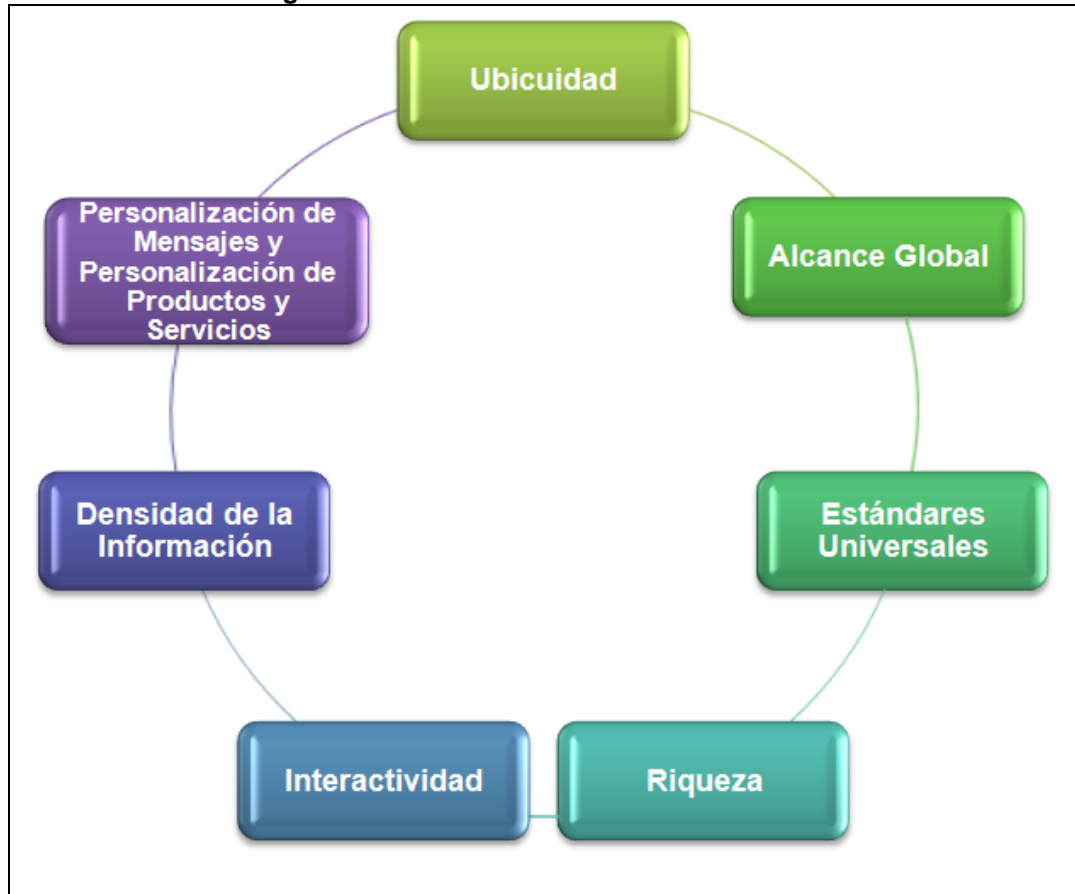 Ubicuidad
Alcance Global
Estándares
Universales
Riqueza
Interactividad
Densidad de la
Información
Personalización de
Mensajes y
Personalización de
Productos y
Servicios